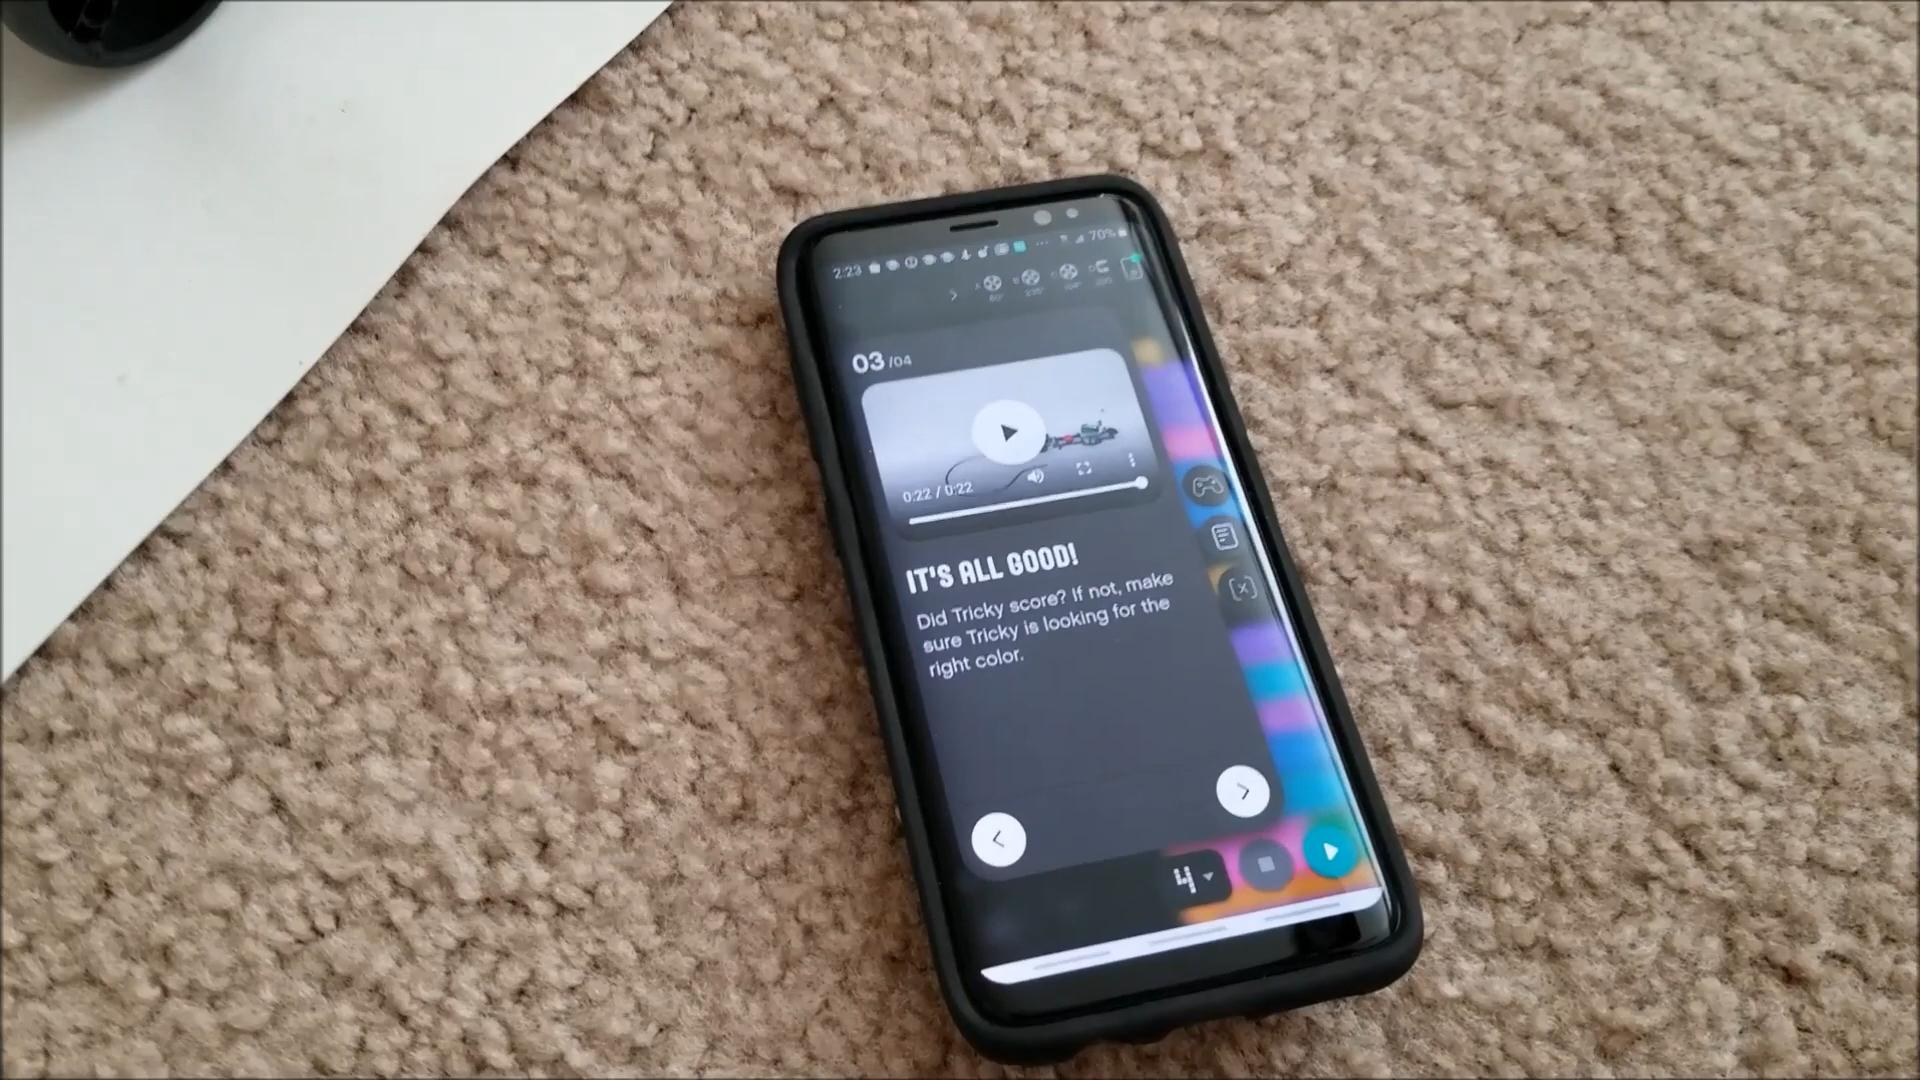 2:23
70%
03 /04
0:22 / 0:22
IT'S ALL GOOD!
Did Tricky score? If not, make
sure Tricky is looking for the
right color.
4